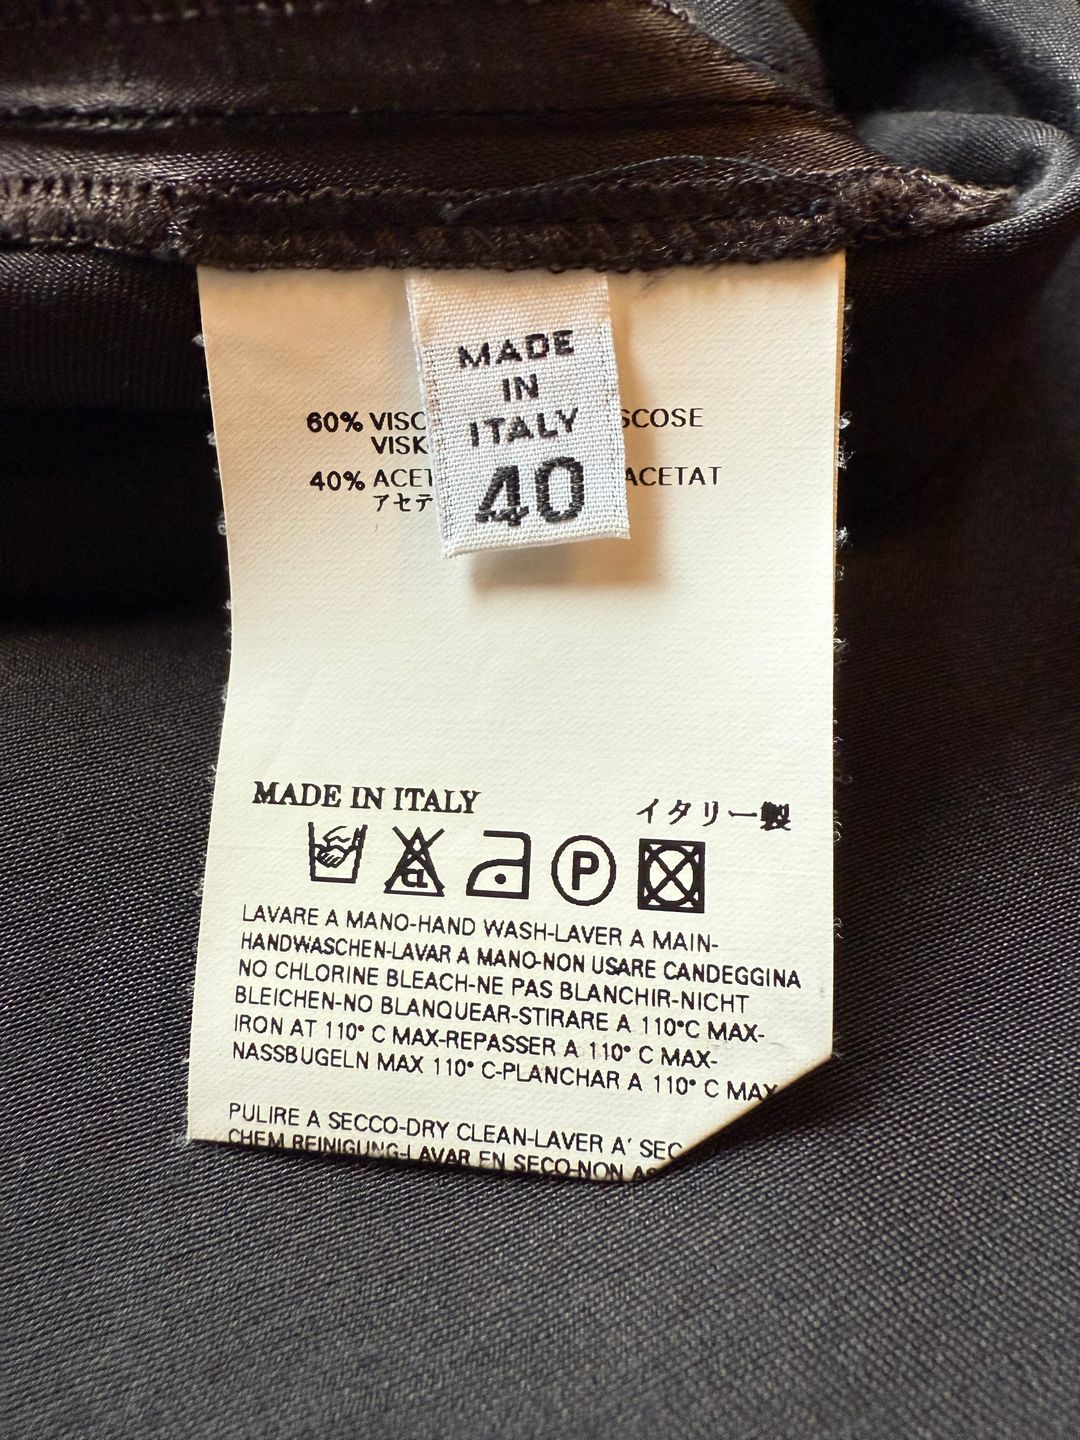 MADE
IN
ITALY
40
60% VISC SCOSE
VISK
40% ACET ACETAT
アセテ
MADE IN ITALY イタリー製
cl
P
LAVARE A MANO-HAND WASH-LAVER A MAIN-
HANDWASCHEN-LAVAR A MANO-NON USARE CANDEGGINA
NO CHLORINE BLEACH-NE PAS BLANCHIR-NICHT
BLEICHEN-NO BLANQUEAR-STIRARE A 110°C MAX-
IRON AT 110° C MAX-REPASSER A 110° C MAX-
NASSBUGELN MAX 110° C-PLANCHAR A 110° C MAX
PULIRE A SECCO-DRY CLEAN-LAVER A' SEC
CHEM REINIGUNG-LAVAR EN SECO-NON AS